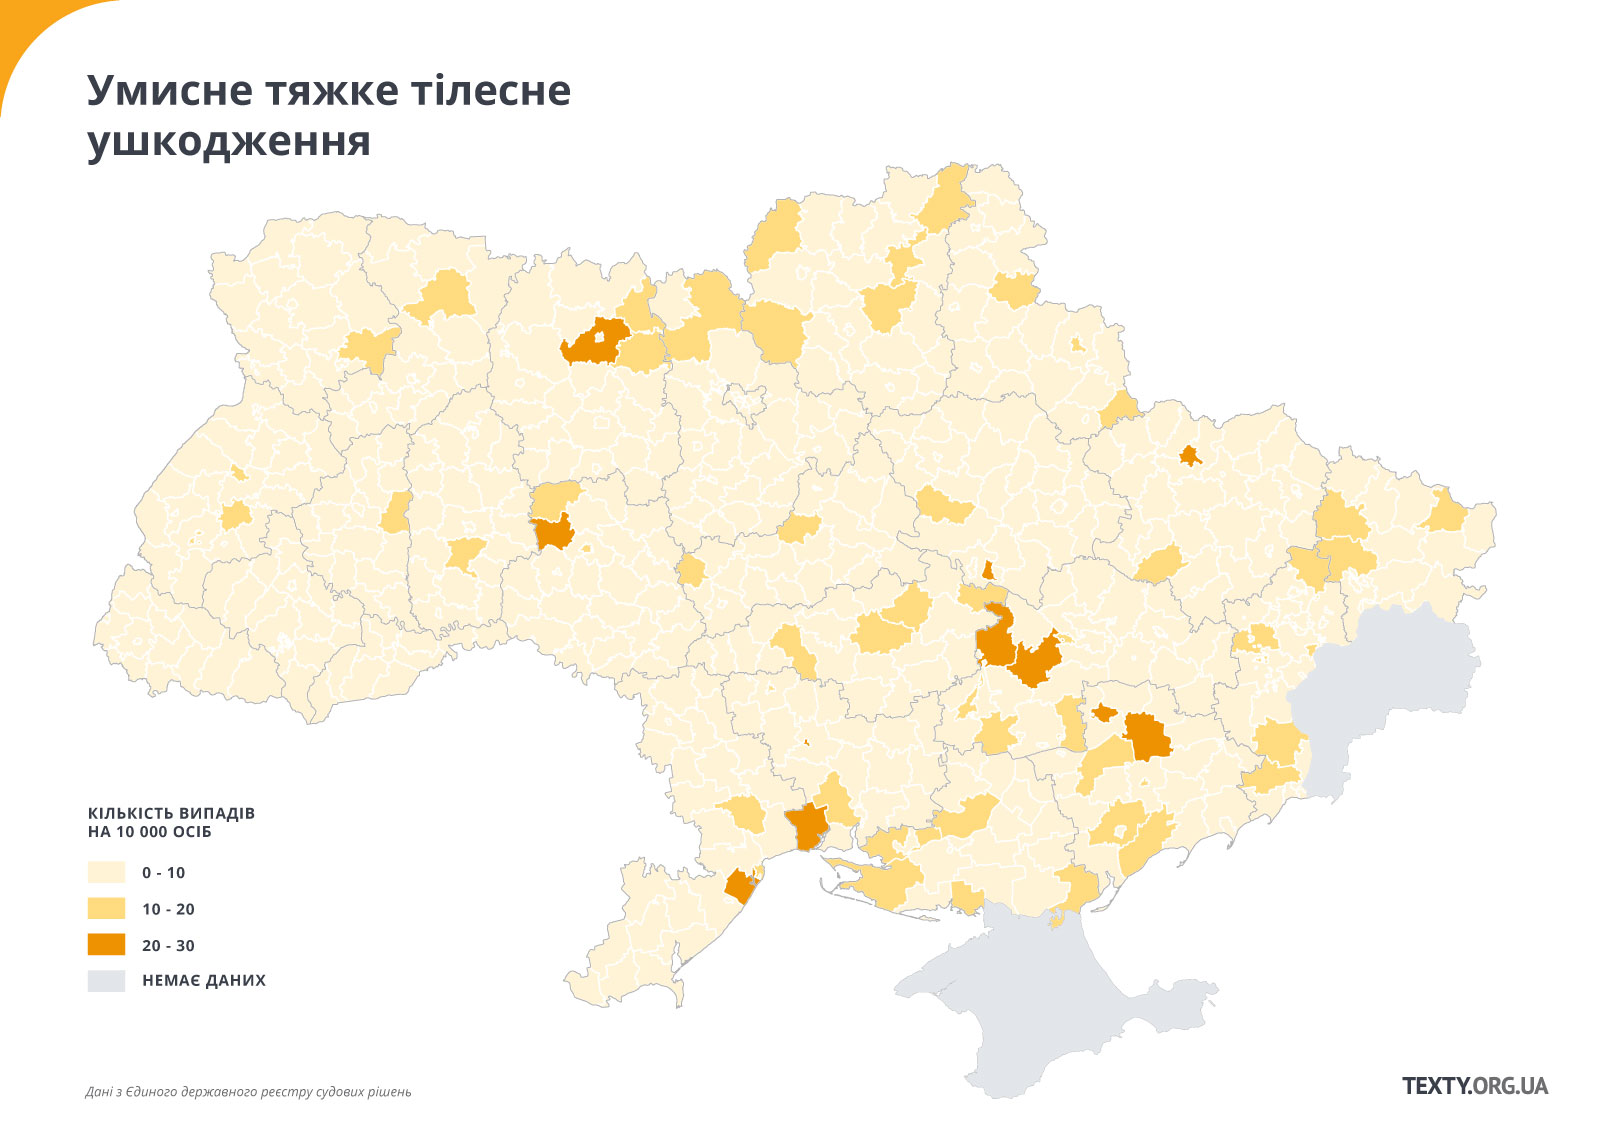 Умисне тяжке тілесне
ушкодження
КІЛЬКІСТЬ ВИПАДІВ
НА 10 000 ОСІБ
0 - 10
10 - 20
20 - 30
НЕМАЄ ДАНИХ
Дані з Єдиного державного реєстру судових рішень
TEXTY.ORG.UA